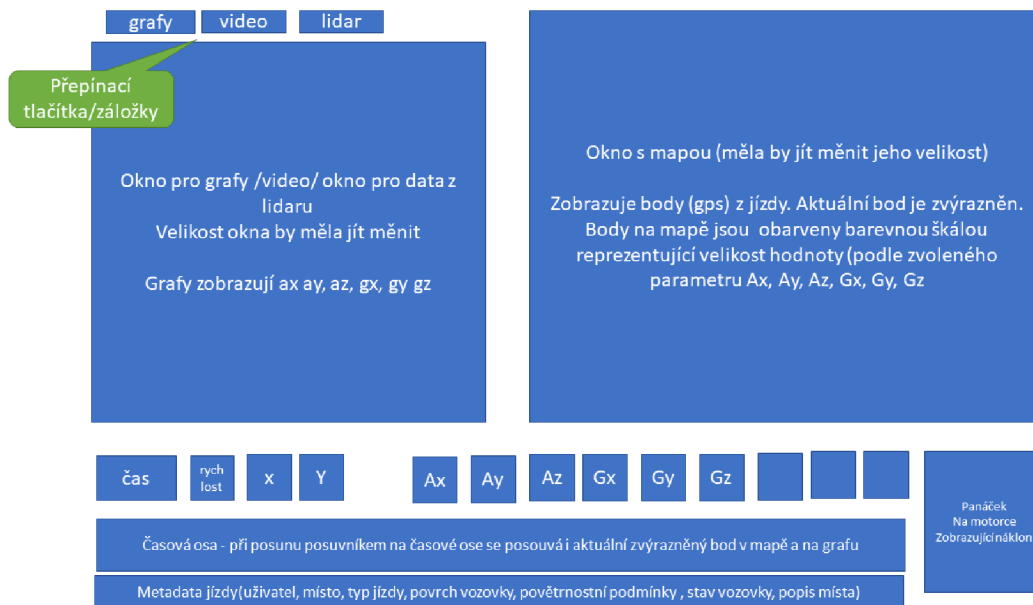 grafy
video
lidar
Přepínací
tlačítka/záložky
Okno pro grafy /video/ okno pro data z
lidaru
Velikost okna by měla jít měnit
Grafy zobrazují ax ay, az, gx, gy gz
Okno s mapou (měla by jít měnit jeho velikost)
Zobrazuje body (gps) z jízdy. Aktuální bod je zvýrazněn.
Body na mapě jsou obarveny barevnou škálou
reprezentující velikost hodnoty (podle zvoleného
parametru Ax, Ay, Az, Gx, Gy, Gz
čas
rych
lost
x
Y
Ax
Ay
Az
Gx
Gy
Gz
Panáček
Na motorce
Zobrazující náklon
Časová osa - při posunu posuvníkem na časové ose se posouvá i aktuální zvýrazněný bod v mapě a na grafu
Metadata jízdy(uživatel, místo, typ jízdy, povrch vozovky, povětrnostní podmínky , stav vozovky, popis místa)